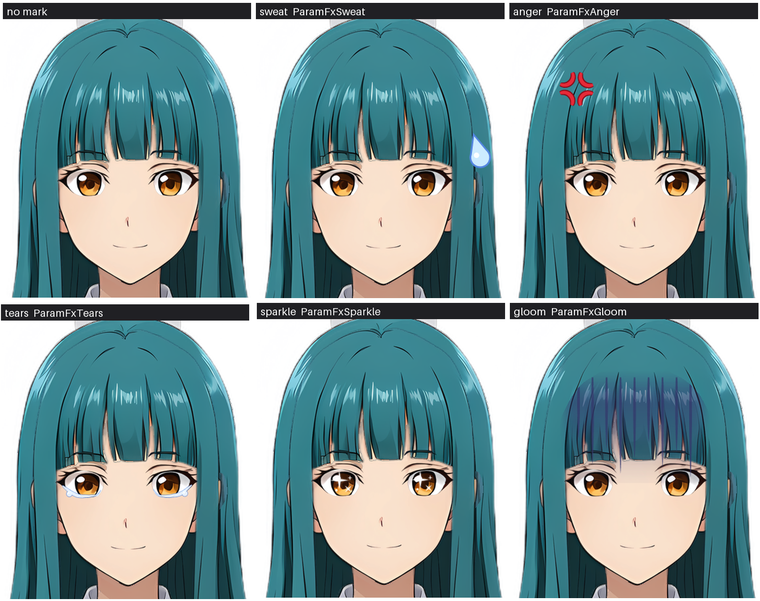 no mark
sweat ParamFxSweat
anger ParamFxAnger
tears ParamFxTears
sparkle ParamFxSparkle
gloom ParamFxGloom